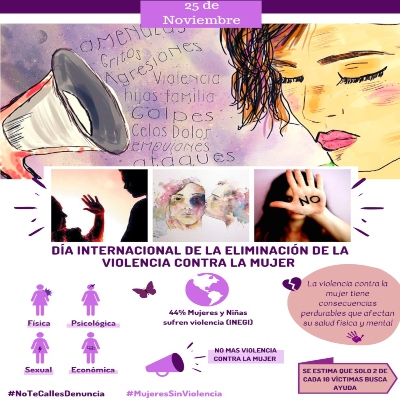 25 de
Noviembre
amenazas
Gritos
Agresiones
Violencia
hijos-familia
GOLPES
Celos Dolor
empujones
ataques
NO
DÍA INTERNACIONAL DE LA ELIMINACIÓN DE LA
VIOLENCIA CONTRA LA MUJER
Física
Psicológica
Sexual
Económica
44% Mujeres y Niñas
sufren violencia (INEGI)
NO MAS VIOLENCIA
CONTRA LA MUJER
La violencia contra la
mujer tiene
consecuencias
perdurables que afectan
su salud física y mental
SE ESTIMA QUE SOLO 2 DE
CADA 10 VÍCTIMAS BUSCA
AYUDA
#NoTeCallesDenuncia
#MujeresSinViolencia